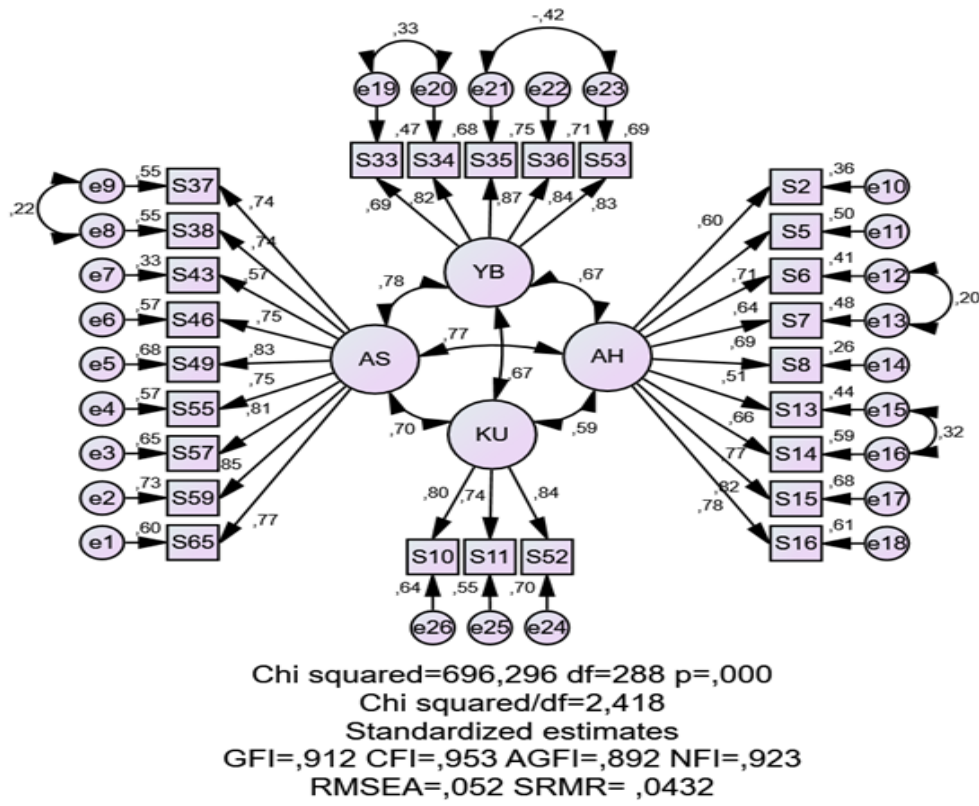 ,33 -,42
e19 e20 e21 e22 e23
,47 ,68 ,75 ,71 ,69
S33 S34 S35 S36 S53
,69 ,82 ,87 ,84 ,83
e9 ,55 S37
,22
e8 ,55 S38
e7 ,33 S43
e6 ,57 S46
e5 ,68 S49
e4 ,57 S55
e3 ,65 S57
e2 ,73 S59
e1 ,60 S65
,74
,74
,57
,75
,83
,75
,81
,85
,77
YB
AS
AH
KU
,78 ,67
,77
,67
,70 ,59
S2 ,36 e10
S5 ,50 e11
S6 ,41 e12
S7 ,48 e13
,20
S8 ,26 e14
S13 ,44 e15
S14 ,59 e16
,32
S15 ,68 e17
S16 ,61 e18
,60
,71
,64
,69
,51
,66
,77
,82
,78
,80 ,74 ,84
S10 S11 S52
,64 ,55 ,70
e26 e25 e24
Chi squared=696,296 df=288 p=,000
Chi squared/df=2,418
Standardized estimates
GFI=,912 CFI=,953 AGFI=,892 NFI=,923
RMSEA=,052 SRMR= ,0432